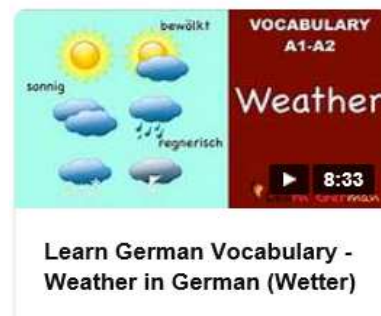 bewölkt
sonnig
regnerisch
VOCABULARY
A1-A2
Weather
8:33
Learn German Vocabulary -
Weather in German (Wetter)